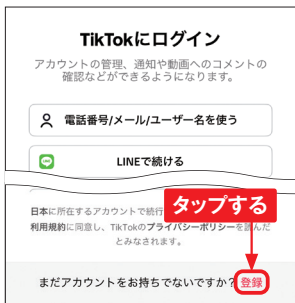 TikTokにログイン
アカウントの管理、通知や動画へのコメントの
確認などができるようになります。
電話番号/メール/ユーザー名を使う
LINEで続ける
タップする
日本に所在するアカウントで続行
利用規約に同意し、TikTokのプライバシーポリシーを読んだ
とみなされます。
まだアカウントをお持ちでないですか？登録